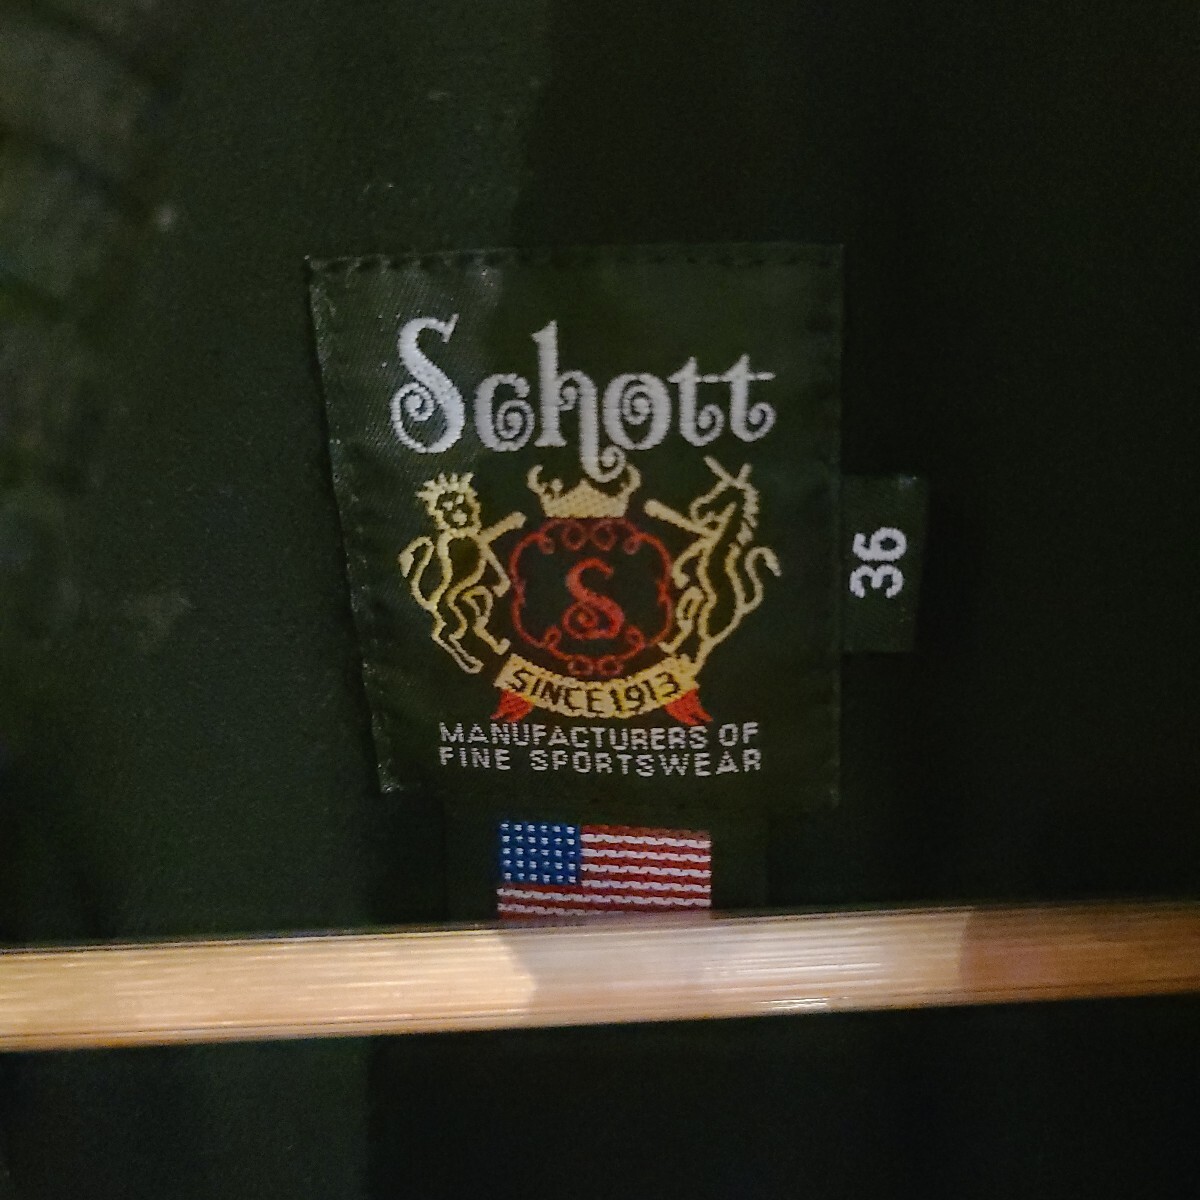 Schott
S
SINCE 1913
MANUFACTURERS OF
FINE SPORTSWEAR
36